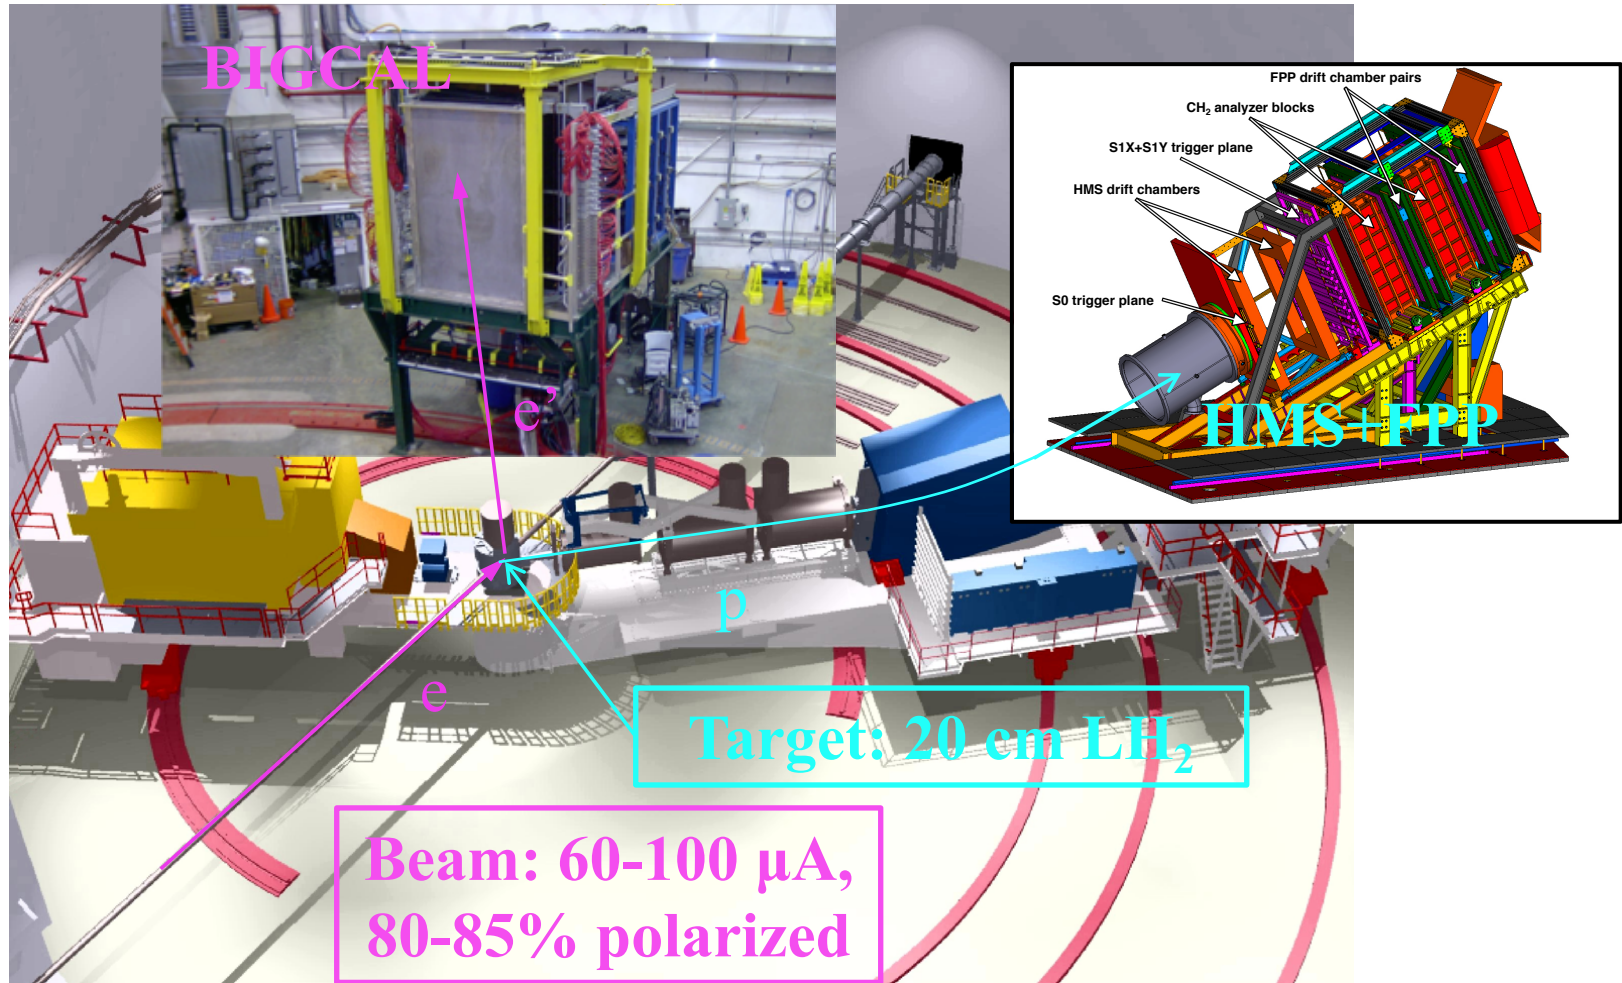 BIGCAL
FPP drift chamber pairs
CH₂ analyzer blocks
S1X+S1Y trigger plane
HMS drift chambers
S0 trigger plane
HMS+FPP
e’
p
e
Target: 20 cm LH₂
Beam: 60-100 μA,
80-85% polarized